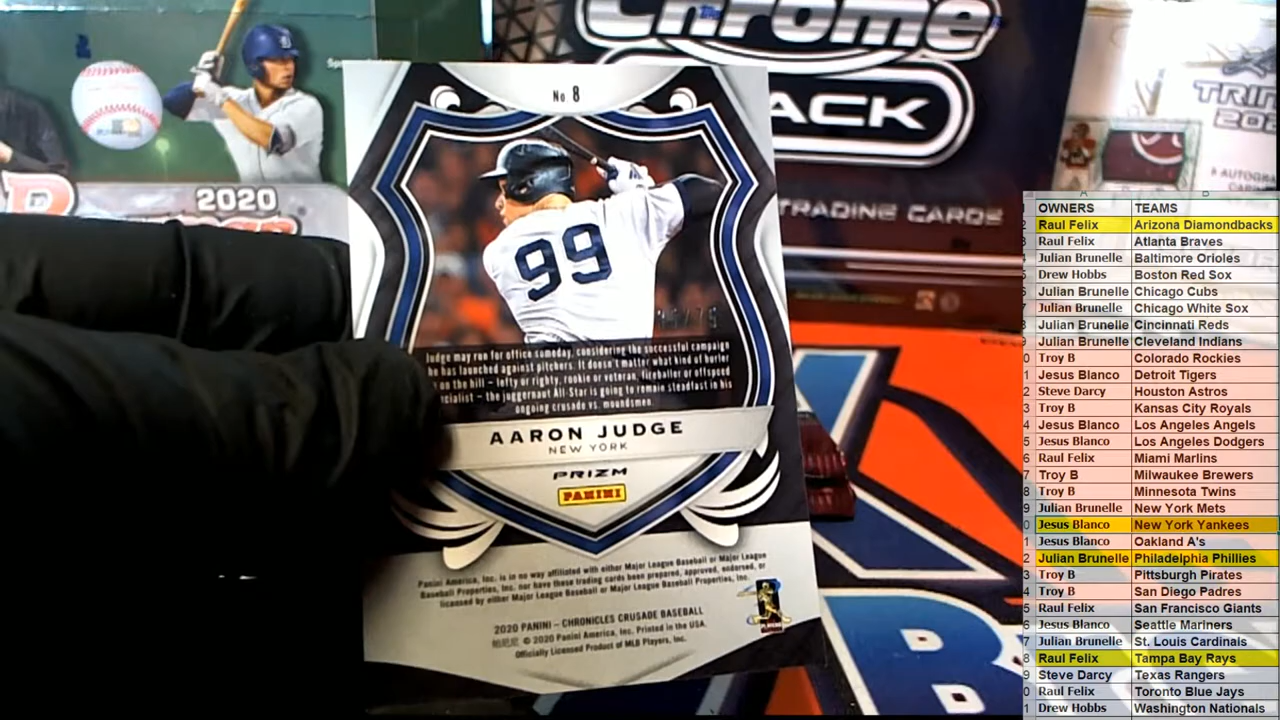 Chrome
ACK
TRADING CARDS
2020
No. 8
99
/75
Judge may run for office someday, considering the successful campaign
he has launched against pitchers. It doesn't matter what kind of hurler
on the hill – lefty or righty, rookie or veteran, fireballer or offspeed
cialist – the juggernaut All-Star is going to remain steadfast in his
ongoing crusade vs. moundsmen.
AARON JUDGE
NEW YORK
PRIZM
PANINI
Panini America, Inc. is in no way affiliated with either Major League Baseball or Major League
Baseball Properties, Inc. nor have these trading cards been prepared, approved, endorsed, or
licensed by either Major League Baseball or Major League Baseball Properties, Inc.
2020 PANINI – CHRONICLES CRUSADE BASEBALL
© 2020 Panini America, Inc. Printed in the USA.
Officially Licensed Product of MLB Players, Inc.
OWNERS TEAMS
Raul Felix Arizona Diamondbacks
Raul Felix Atlanta Braves
Julian Brunelle Baltimore Orioles
Drew Hobbs Boston Red Sox
Julian Brunelle Chicago Cubs
Julian Brunelle Chicago White Sox
Julian Brunelle Cincinnati Reds
Julian Brunelle Cleveland Indians
Troy B Colorado Rockies
Jesus Blanco Detroit Tigers
Steve Darcy Houston Astros
Troy B Kansas City Royals
Jesus Blanco Los Angeles Angels
Jesus Blanco Los Angeles Dodgers
Raul Felix Miami Marlins
Troy B Milwaukee Brewers
Troy B Minnesota Twins
Julian Brunelle New York Mets
Jesus Blanco New York Yankees
Jesus Blanco Oakland A's
Julian Brunelle Philadelphia Phillies
Troy B Pittsburgh Pirates
Troy B San Diego Padres
Raul Felix San Francisco Giants
Jesus Blanco Seattle Mariners
Julian Brunelle St. Louis Cardinals
Raul Felix Tampa Bay Rays
Steve Darcy Texas Rangers
Raul Felix Toronto Blue Jays
Drew Hobbs Washington Nationals